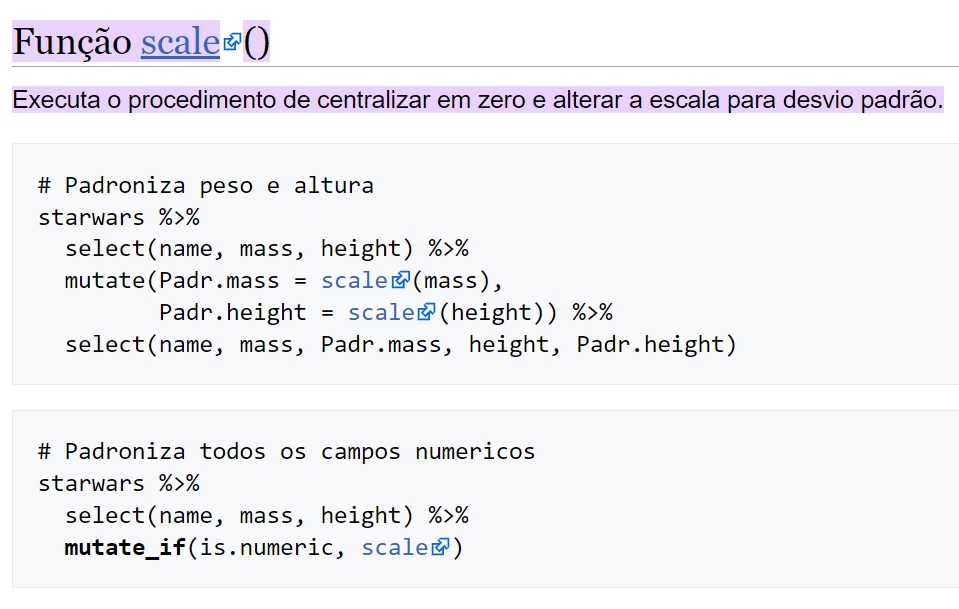 Função scale()
Executa o procedimento de centralizar em zero e alterar a escala para desvio padrão.
# Padroniza peso e altura
starwars %>%
  select(name, mass, height) %>%
  mutate(Padr.mass = scale(mass),
         Padr.height = scale(height)) %>%
  select(name, mass, Padr.mass, height, Padr.height)
# Padroniza todos os campos numericos
starwars %>%
  select(name, mass, height) %>%
  mutate_if(is.numeric, scale)